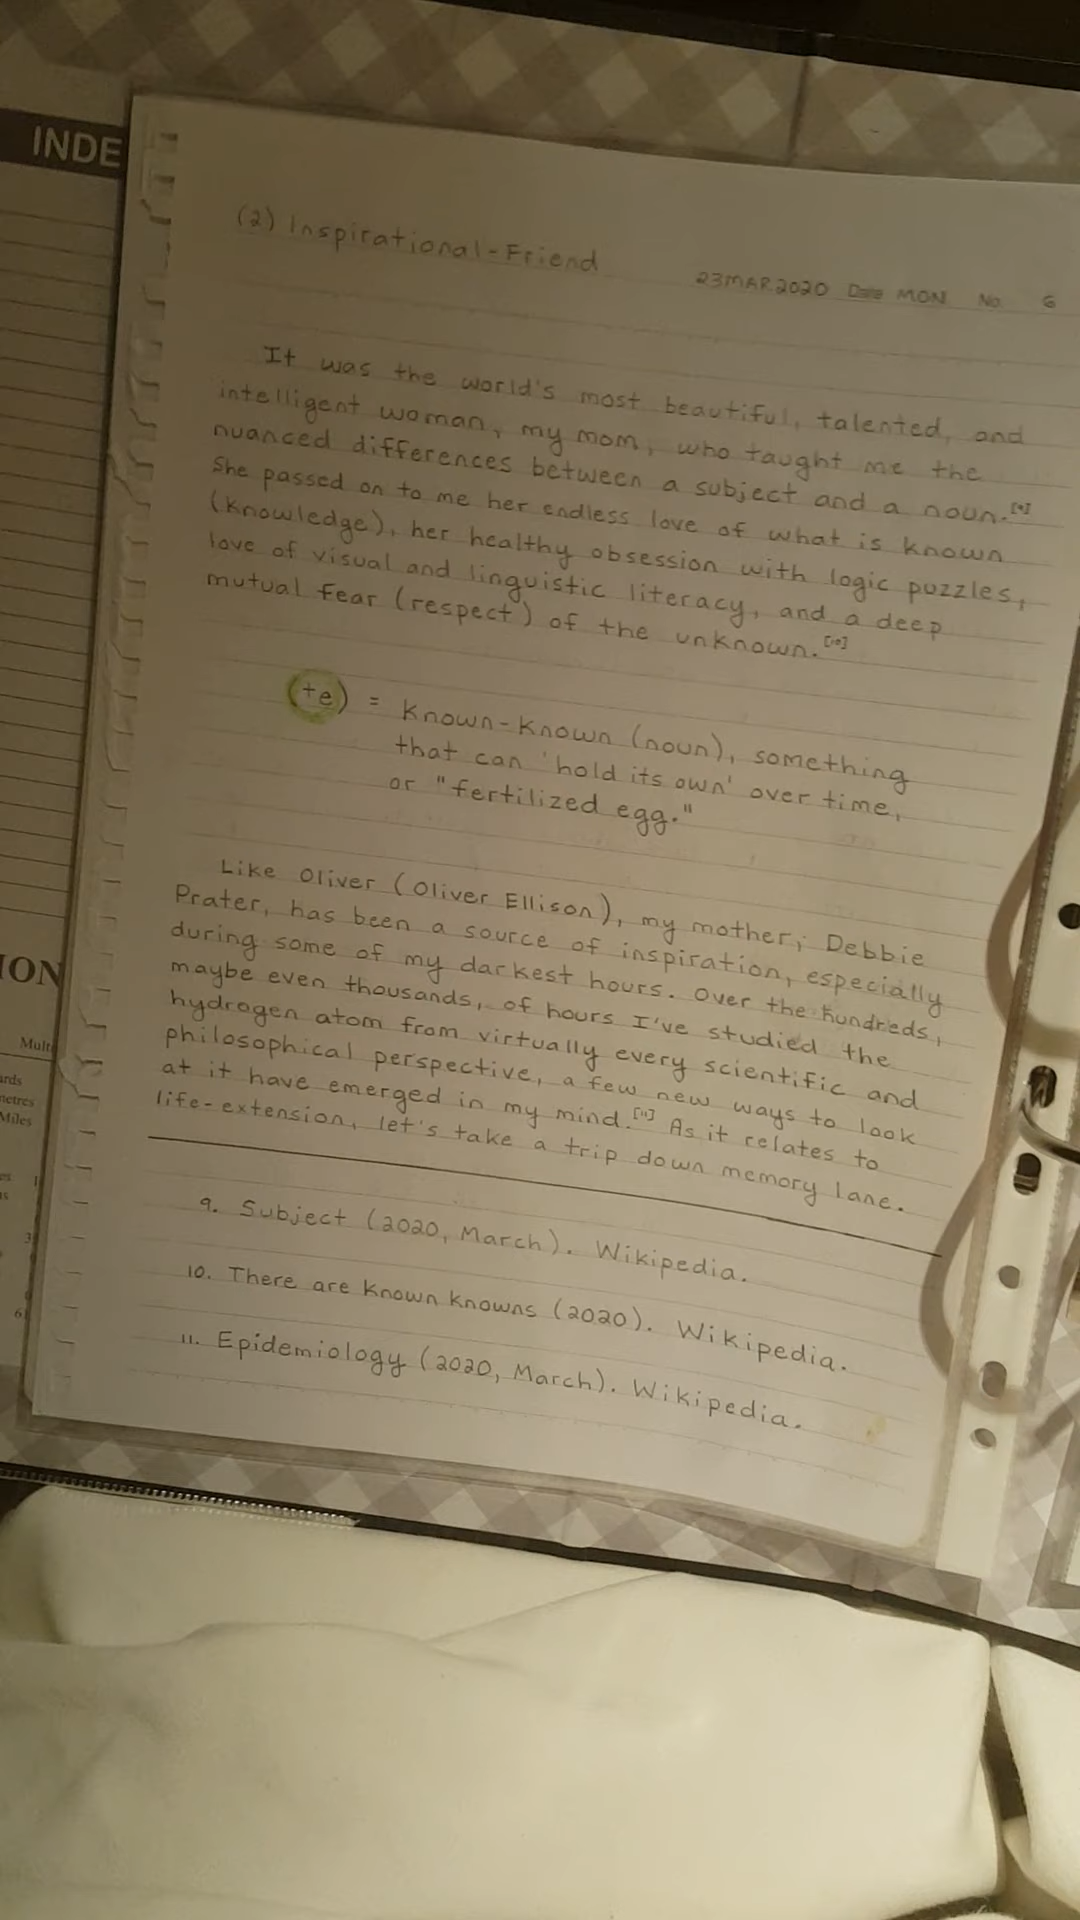 INDE
(2) Inspirational-Friend
23MAR2020 Date MON No. 6
It was the world's most beautiful, talented, and
intelligent woman, my mom, who taught me the
nuanced differences between a subject and a noun.[9]
She passed on to me her endless love of what is known
(knowledge), her healthy obsession with logic puzzles,
love of visual and linguistic literacy, and a deep
mutual fear (respect) of the unknown.[10]
(+e) = Known-Known (noun), something
that can 'hold its own' over time,
or "fertilized egg."
Like Oliver (Oliver Ellison), my mother, Debbie
Prater, has been a source of inspiration, especially
during some of my darkest hours. Over the hundreds,
maybe even thousands, of hours I've studied the
hydrogen atom from virtually every scientific and
philosophical perspective, a few new ways to look
at it have emerged in my mind.[11] As it relates to
life-extension, let's take a trip down memory lane.
9. Subject (2020, March). Wikipedia.
10. There are known knowns (2020). Wikipedia.
11. Epidemiology (2020, March). Wikipedia.
ION
Mult
ards
metres
Miles